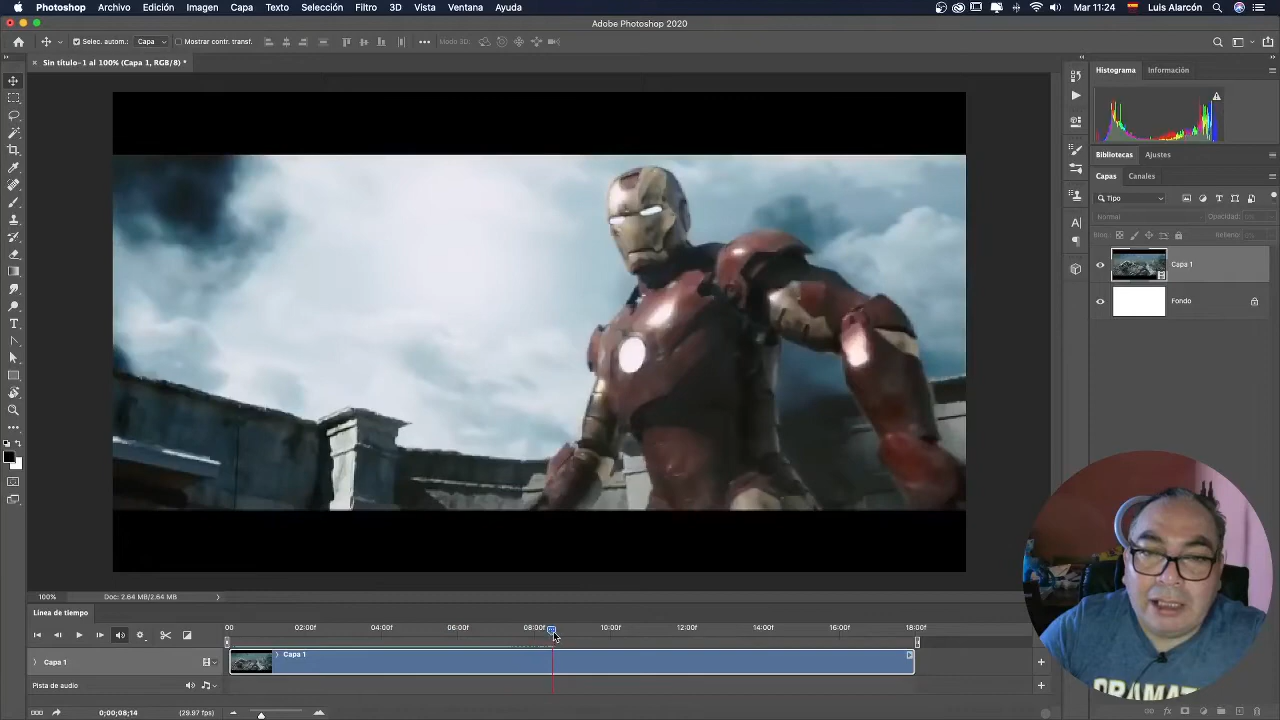 Photoshop Archivo Edición Imagen Capa Texto Selección Filtro 3D Vista Ventana Ayuda Mar 11:24 Luis Alarcón
Adobe Photoshop 2020
Selec. autom.: Capa Mostrar contr. transf. Modo 3D:
Sin título-1 al 100% (Capa 1, RGB/8) *
Histograma Información
Bibliotecas Ajustes
Capas Canales
Tipo
Normal Opacidad:
Bloq.: Relleno:
Capa 1
Fondo
100% Doc: 2.64 MB/2.64 MB
Línea de tiempo
00 02:00f 04:00f 06:00f 08:00f 10:00f 12:00f 14:00f 16:00f 18:00f
Capa 1 Capa 1
Pista de audio
0;00;08;14 (29.97 fps)